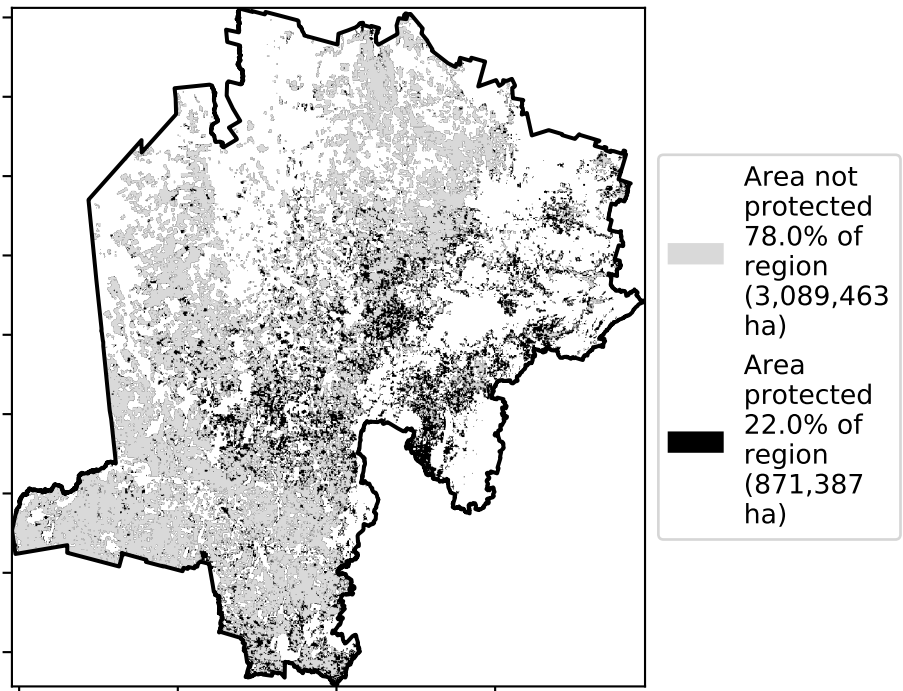 Area not
protected
78.0% of
region
(3,089,463
ha)
Area
protected
22.0% of
region
(871,387
ha)